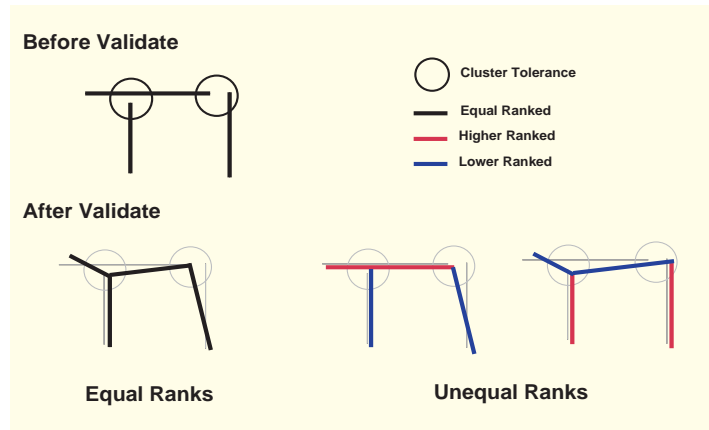 Before Validate
Cluster Tolerance
Equal Ranked
Higher Ranked
Lower Ranked
After Validate
Equal Ranks
Unequal Ranks